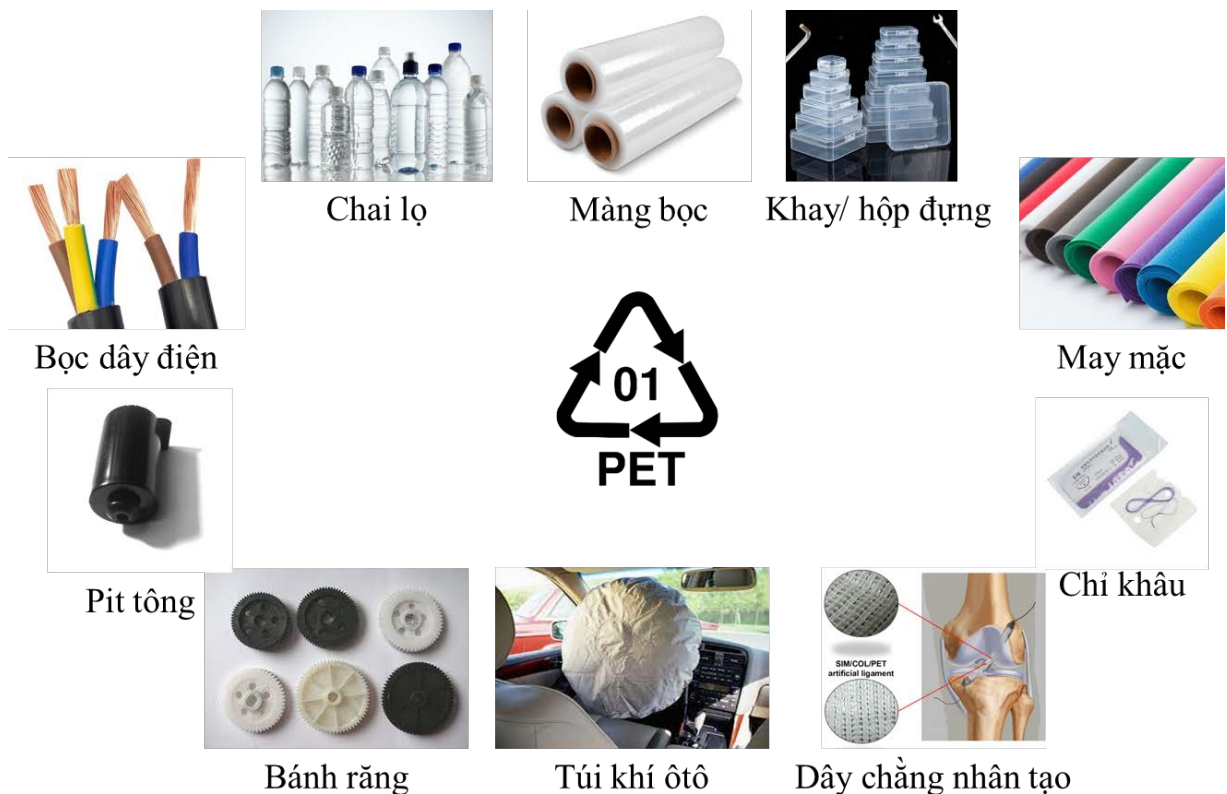 Chai lọ
Màng bọc
Khay/ hộp đựng
Bọc dây điện
May mặc
01
PET
Pit tông
Chỉ khâu
SIM/COL/PET
artificial ligament
Bánh răng
Túi khí ôtô
Dây chằng nhân tạo